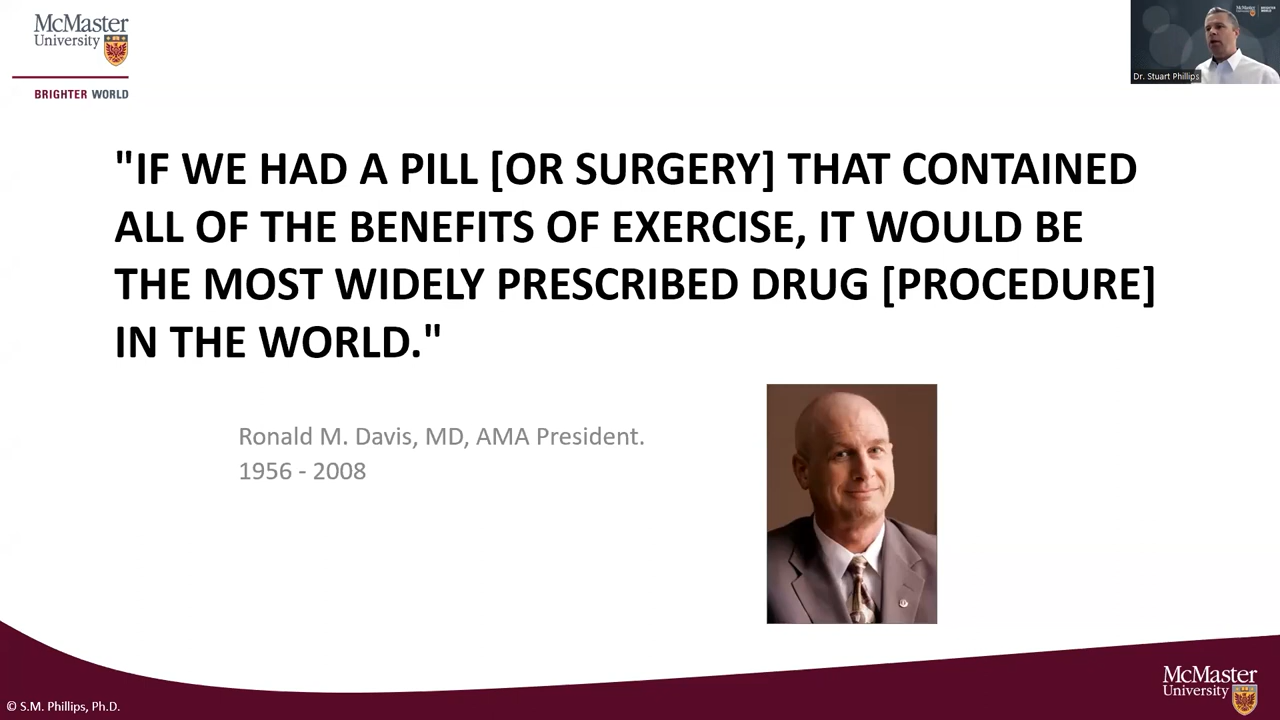 McMaster
University
BRIGHTER WORLD
Dr. Stuart Phillips
"IF WE HAD A PILL [OR SURGERY] THAT CONTAINED
ALL OF THE BENEFITS OF EXERCISE, IT WOULD BE
THE MOST WIDELY PRESCRIBED DRUG [PROCEDURE]
IN THE WORLD."
Ronald M. Davis, MD, AMA President.
1956 - 2008
© S.M. Phillips, Ph.D.
McMaster
University